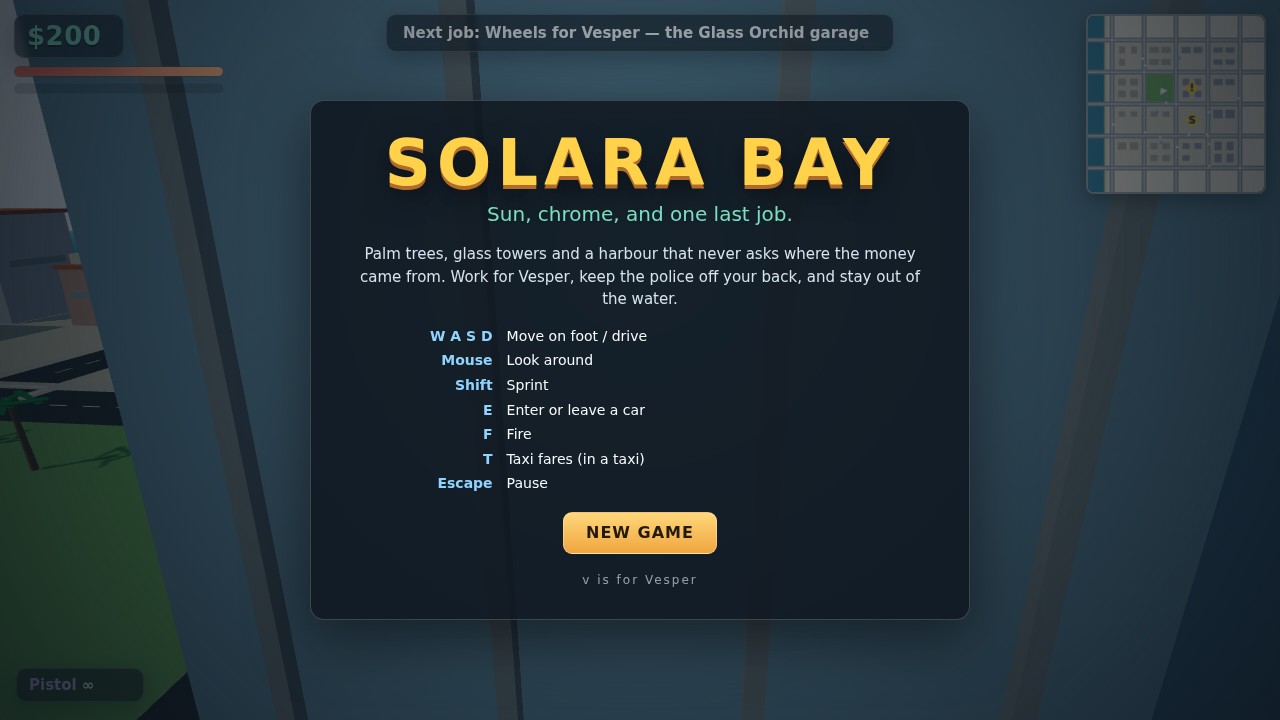 $200
Next job: Wheels for Vesper — the Glass Orchid garage
!
S
SOLARA BAY
Sun, chrome, and one last job.
Palm trees, glass towers and a harbour that never asks where the money
came from. Work for Vesper, keep the police off your back, and stay out of
the water.
W A S D Move on foot / drive
Mouse Look around
Shift Sprint
E Enter or leave a car
F Fire
T Taxi fares (in a taxi)
Escape Pause
NEW GAME
v is for Vesper
Pistol ∞